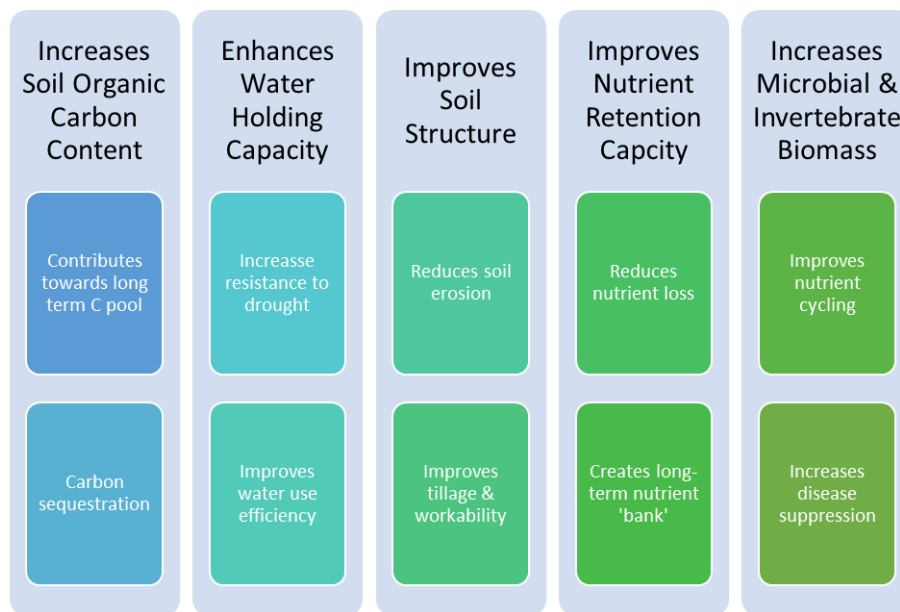 Increases
Soil Organic
Carbon
Content
Contributes
towards long
term C pool
Carbon
sequestration
Enhances
Water
Holding
Capacity
Increasse
resistance to
drought
Improves
water use
efficiency
Improves
Soil
Structure
Reduces soil
erosion
Improves
tillage &
workability
Improves
Nutrient
Retention
Capcity
Reduces
nutrient loss
Creates long-
term nutrient
'bank'
Increases
Microbial &
Invertebrate
Biomass
Improves
nutrient
cycling
Increases
disease
suppression